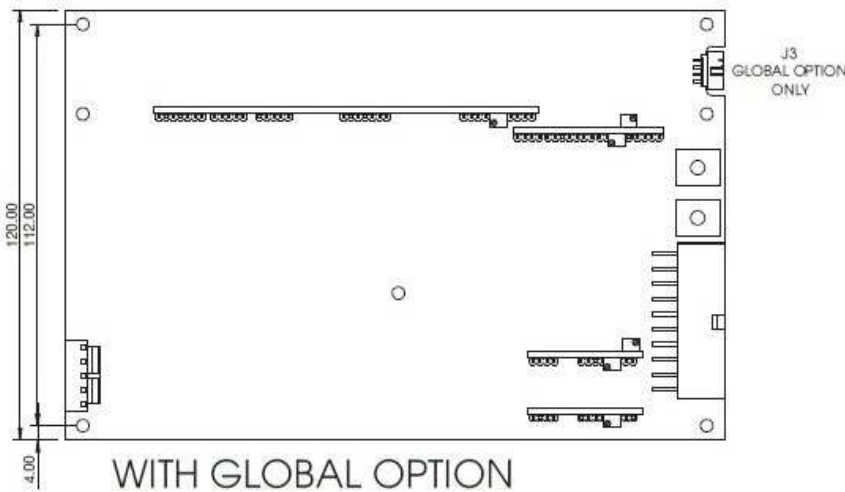 J3
GLOBAL OPTION
ONLY
120.00
112.00
4.00
WITH GLOBAL OPTION